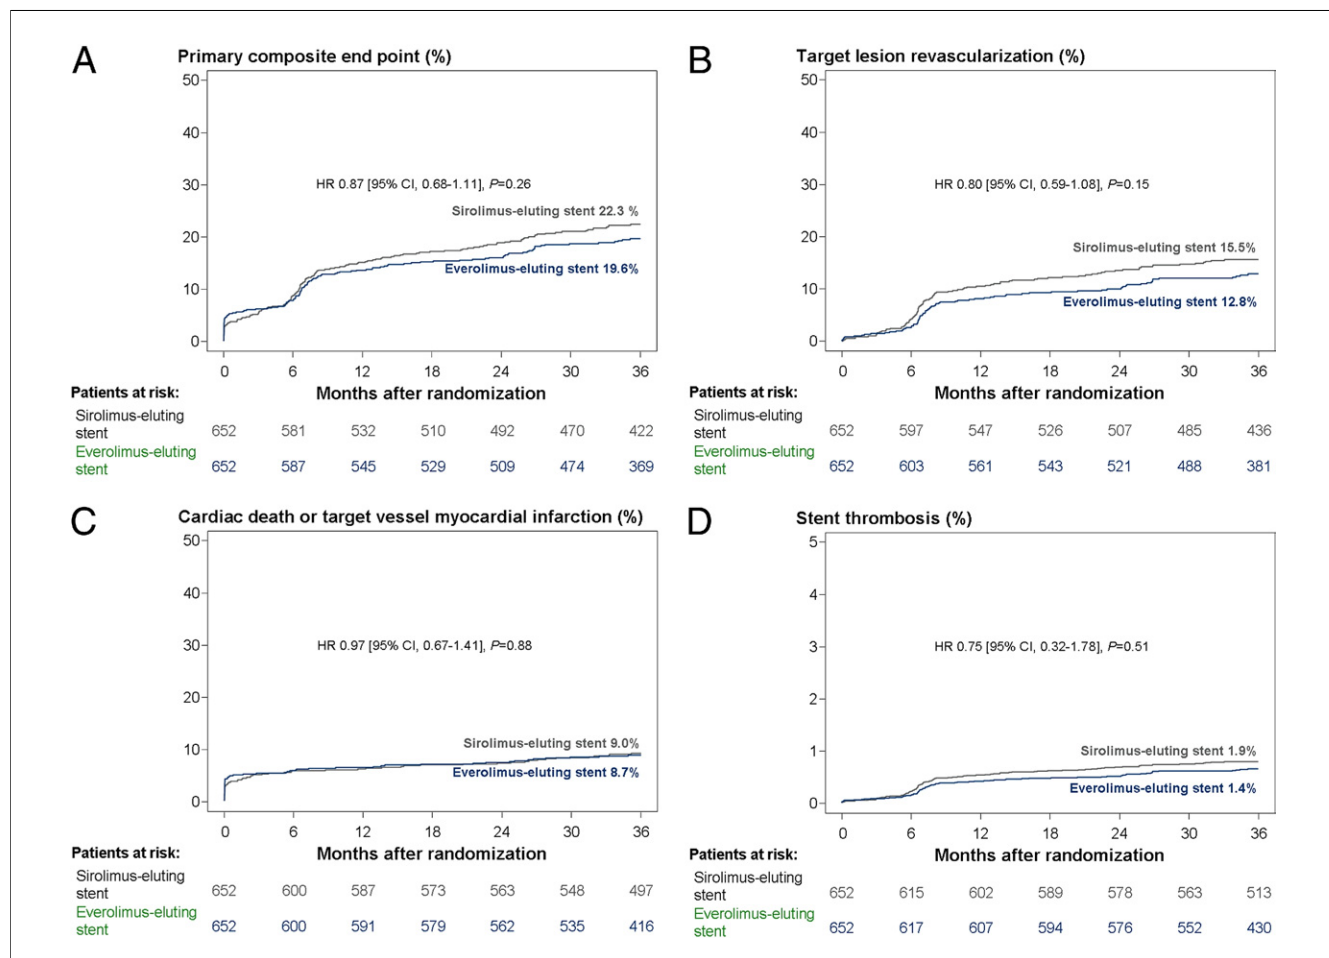 A
Primary composite end point (%)
50
40
30
20
10
0
HR 0.87 [95% CI, 0.68-1.11], P=0.26
Sirolimus-eluting stent 22.3 %
Everolimus-eluting stent 19.6%
0 6 12 18 24 30 36
Patients at risk:
Months after randomization
Sirolimus-eluting
stent
652 581 532 510 492 470 422
Everolimus-eluting
stent
652 587 545 529 509 474 369
B
Target lesion revascularization (%)
50
40
30
20
10
0
HR 0.80 [95% CI, 0.59-1.08], P=0.15
Sirolimus-eluting stent 15.5%
Everolimus-eluting stent 12.8%
0 6 12 18 24 30 36
Patients at risk:
Months after randomization
Sirolimus-eluting
stent
652 597 547 526 507 485 436
Everolimus-eluting
stent
652 603 561 543 521 488 381
C
Cardiac death or target vessel myocardial infarction (%)
50
40
30
20
10
0
HR 0.97 [95% CI, 0.67-1.41], P=0.88
Sirolimus-eluting stent 9.0%
Everolimus-eluting stent 8.7%
0 6 12 18 24 30 36
Patients at risk:
Months after randomization
Sirolimus-eluting
stent
652 600 587 573 563 548 497
Everolimus-eluting
stent
652 600 591 579 562 535 416
D
Stent thrombosis (%)
5
4
3
2
1
0
HR 0.75 [95% CI, 0.32-1.78], P=0.51
Sirolimus-eluting stent 1.9%
Everolimus-eluting stent 1.4%
0 6 12 18 24 30 36
Patients at risk:
Months after randomization
Sirolimus-eluting
stent
652 615 602 589 578 563 513
Everolimus-eluting
stent
652 617 607 594 576 552 430